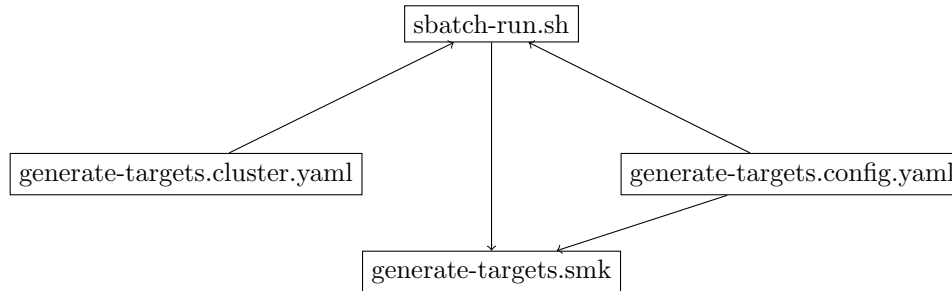 sbatch-run.sh
generate-targets.cluster.yaml
generate-targets.config.yaml
generate-targets.smk